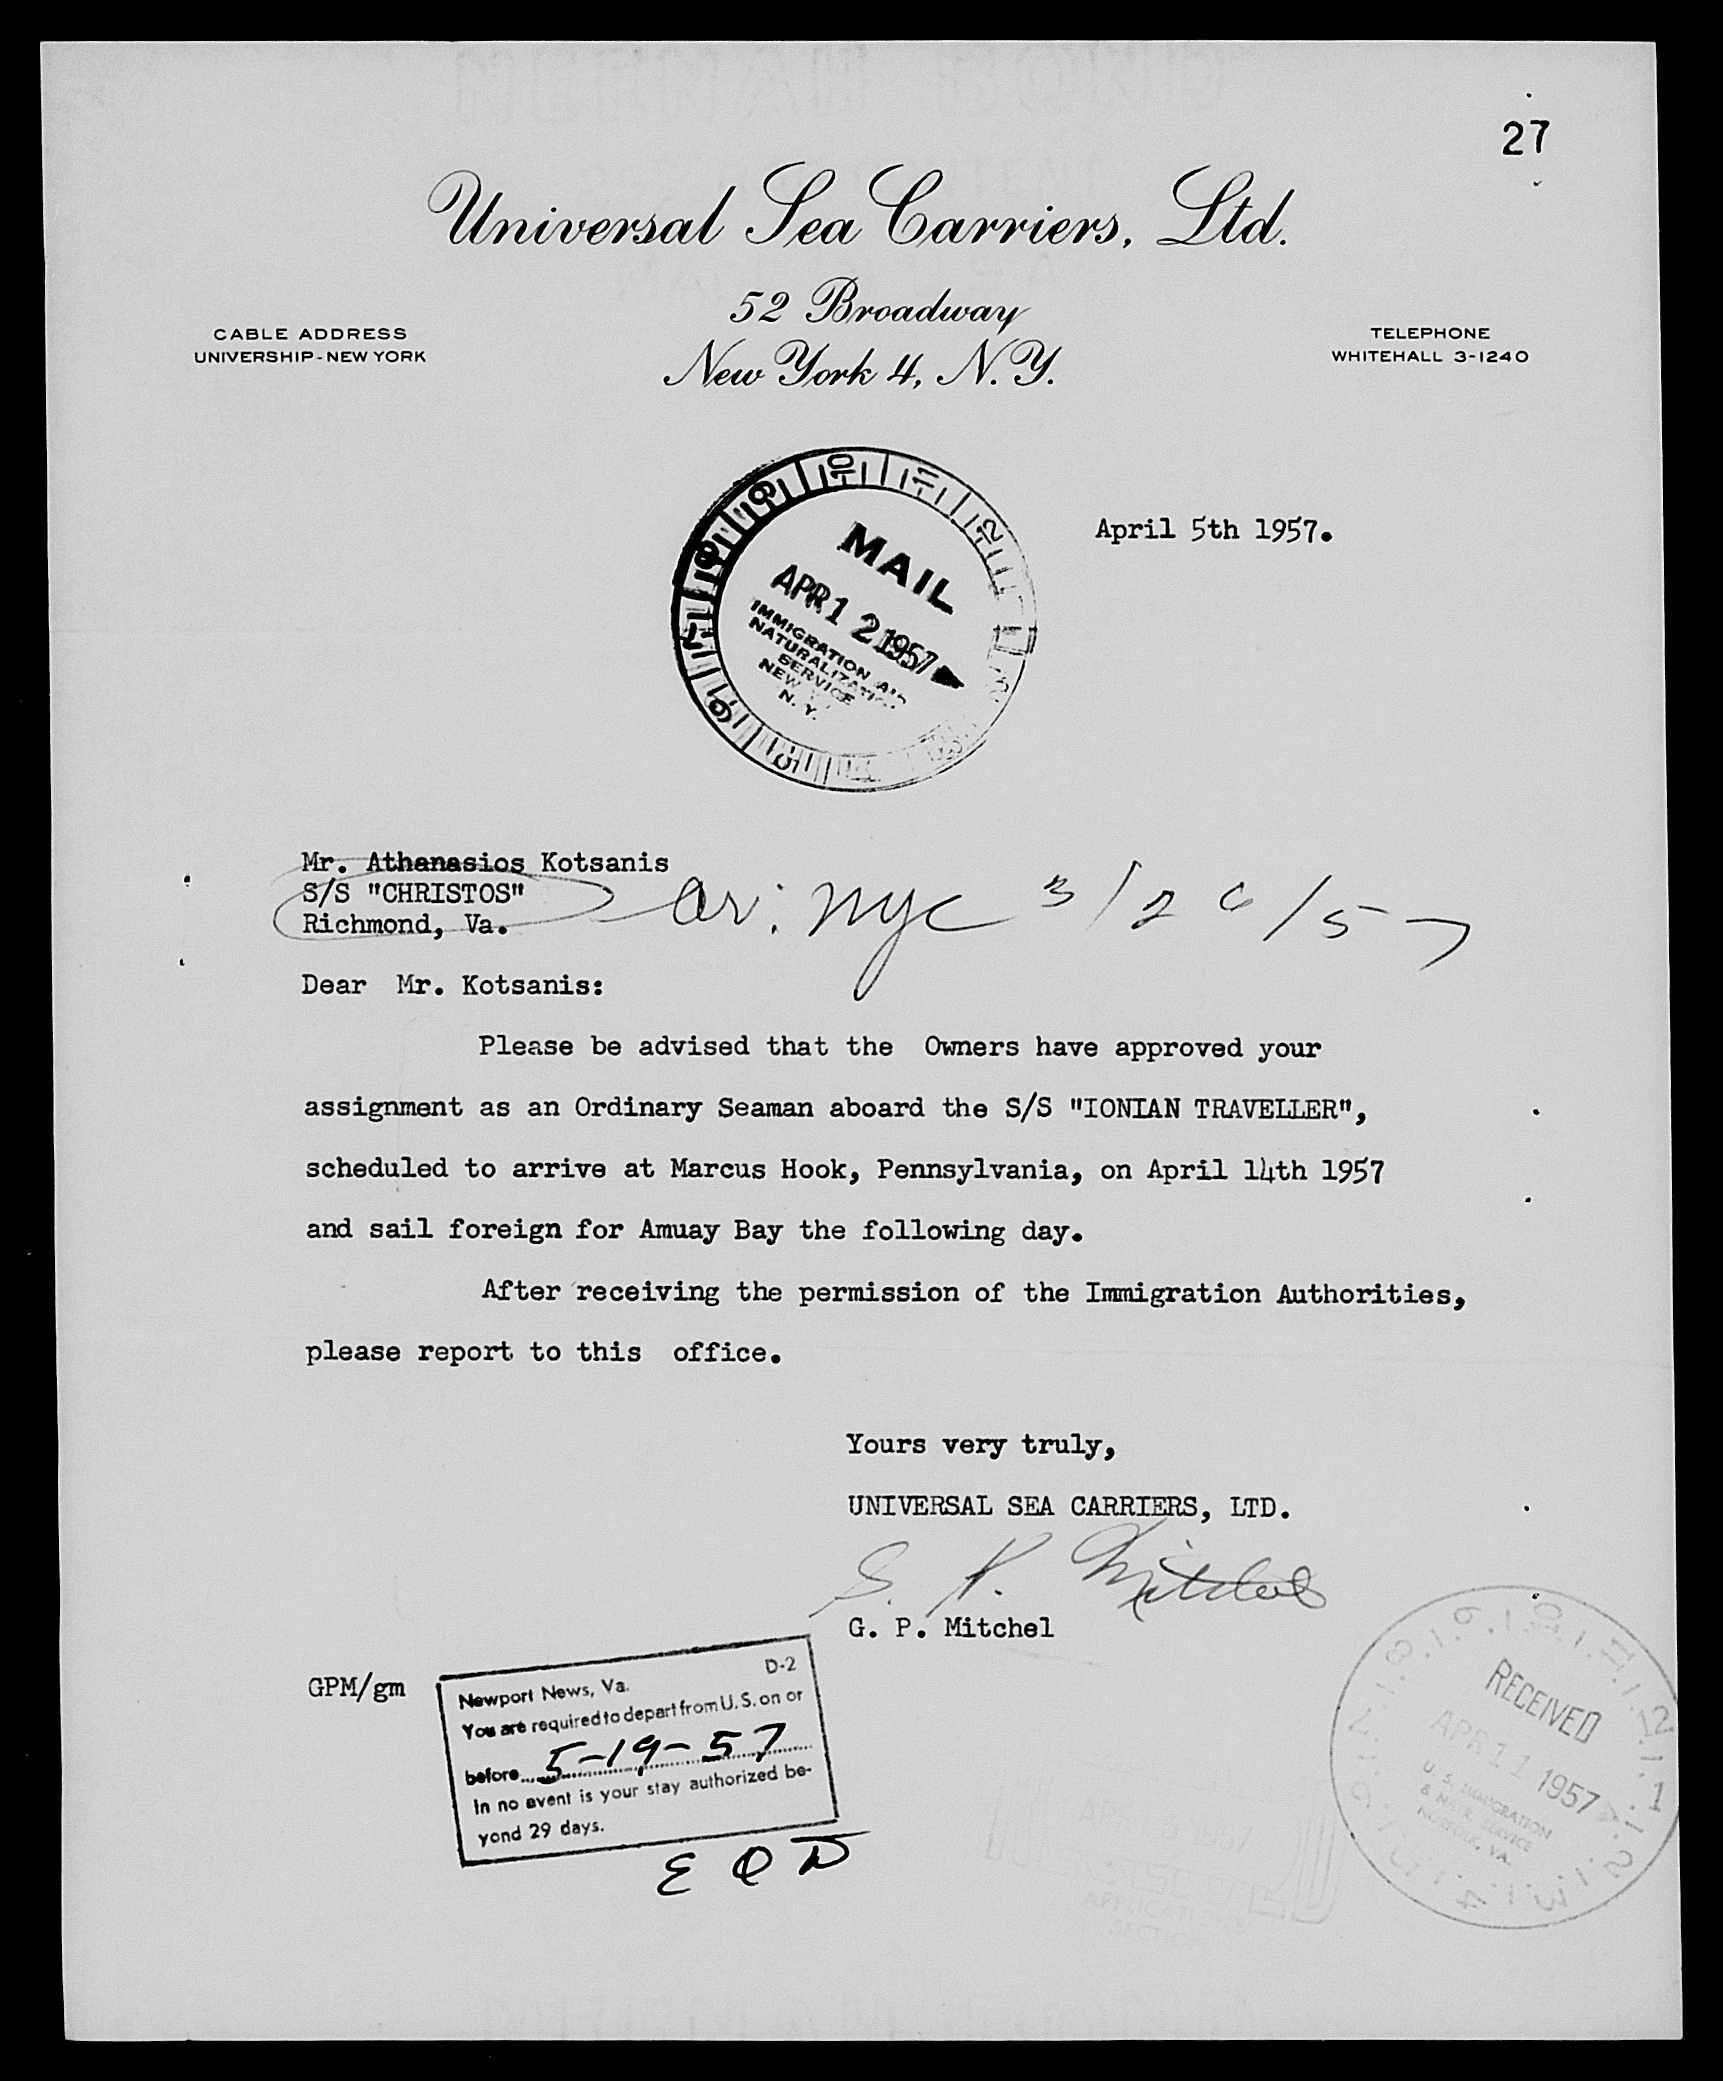 27
Universal Sea Carriers, Ltd.
52 Broadway
New York 4, N.Y.
CABLE ADDRESS
UNIVERSHIP-NEW YORK
TELEPHONE
WHITEHALL 3-1240
MAIL
APR 12 1957
IMMIGRATION AND
NATURALIZATION
SERVICE
NEW
N. Y.
April 5th 1957.
Mr. Athanasios Kotsanis
S/S "CHRISTOS"
Richmond, Va.
ar: nyc 3/26/57
Dear Mr. Kotsanis:
Please be advised that the Owners have approved your
assignment as an Ordinary Seaman aboard the S/S "IONIAN TRAVELLER",
scheduled to arrive at Marcus Hook, Pennsylvania, on April 14th 1957
and sail foreign for Amuay Bay the following day.
After receiving the permission of the Immigration Authorities,
please report to this office.
Yours very truly,
UNIVERSAL SEA CARRIERS, LTD.
G. P. Mitchel
G. P. Mitchel
GPM/gm
Newport News, Va. D-2
You are required to depart from U.S. on or
before 5-19-57
In no event is your stay authorized be-
yond 29 days.
E Q D
RECEIVED
APR 11 1957
U. S. IMMIGRATION
& NATR. SERVICE
NORFOLK, VA.